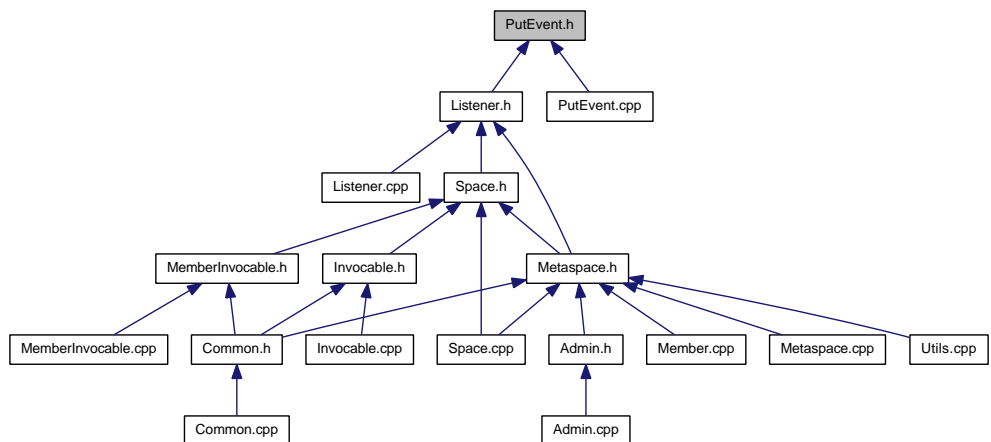 PutEvent.h
Listener.h
PutEvent.cpp
Listener.cpp
Space.h
MemberInvocable.h
Invocable.h
Metaspace.h
MemberInvocable.cpp
Common.h
Invocable.cpp
Space.cpp
Admin.h
Member.cpp
Metaspace.cpp
Utils.cpp
Common.cpp
Admin.cpp